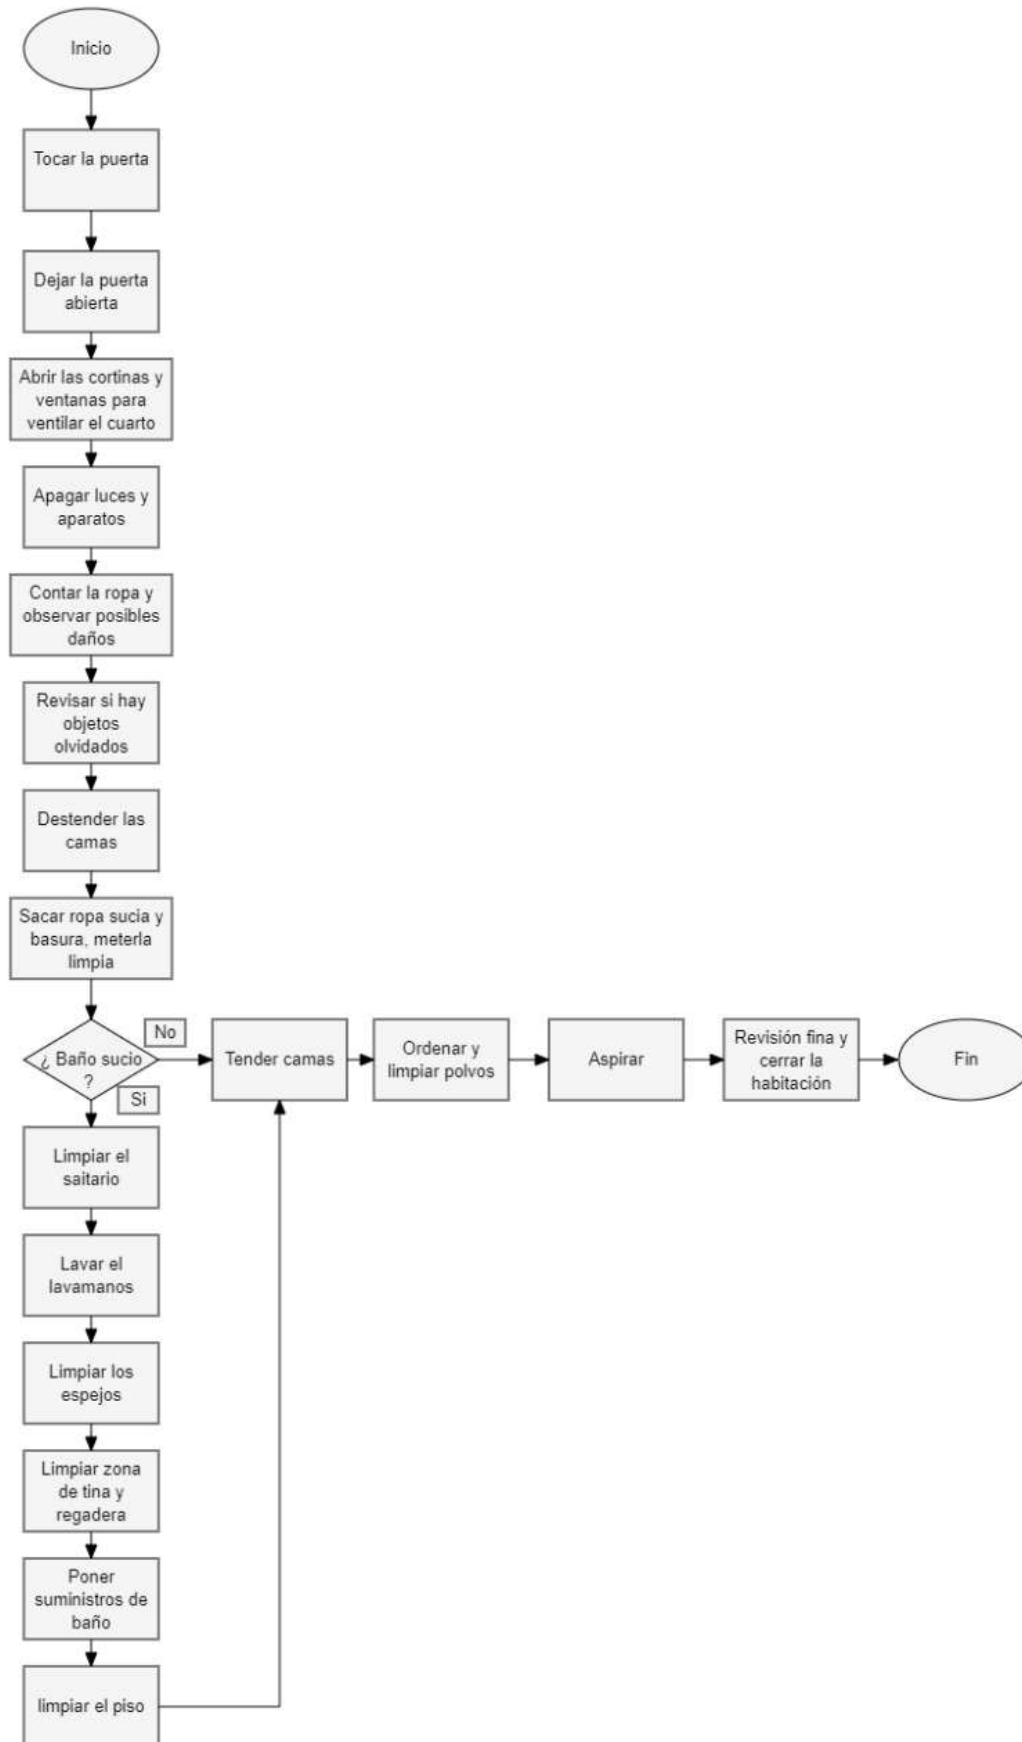 Inicio
Tocar la puerta
Dejar la puerta
abierta
Abrir las cortinas y
ventanas para
ventilar el cuarto
Apagar luces y
aparatos
Contar la ropa y
observar posibles
daños
Revisar si hay
objetos
olvidados
Destender las
camas
Sacar ropa sucia y
basura, meterla
limpia
¿ Baño sucio
?
No
Si
Tender camas
Ordenar y
limpiar polvos
Aspirar
Revisión fina y
cerrar la
habitación
Fin
Limpiar el
saitario
Lavar el
lavamanos
Limpiar los
espejos
Limpiar zona
de tina y
regadera
Poner
suministros de
baño
limpiar el piso